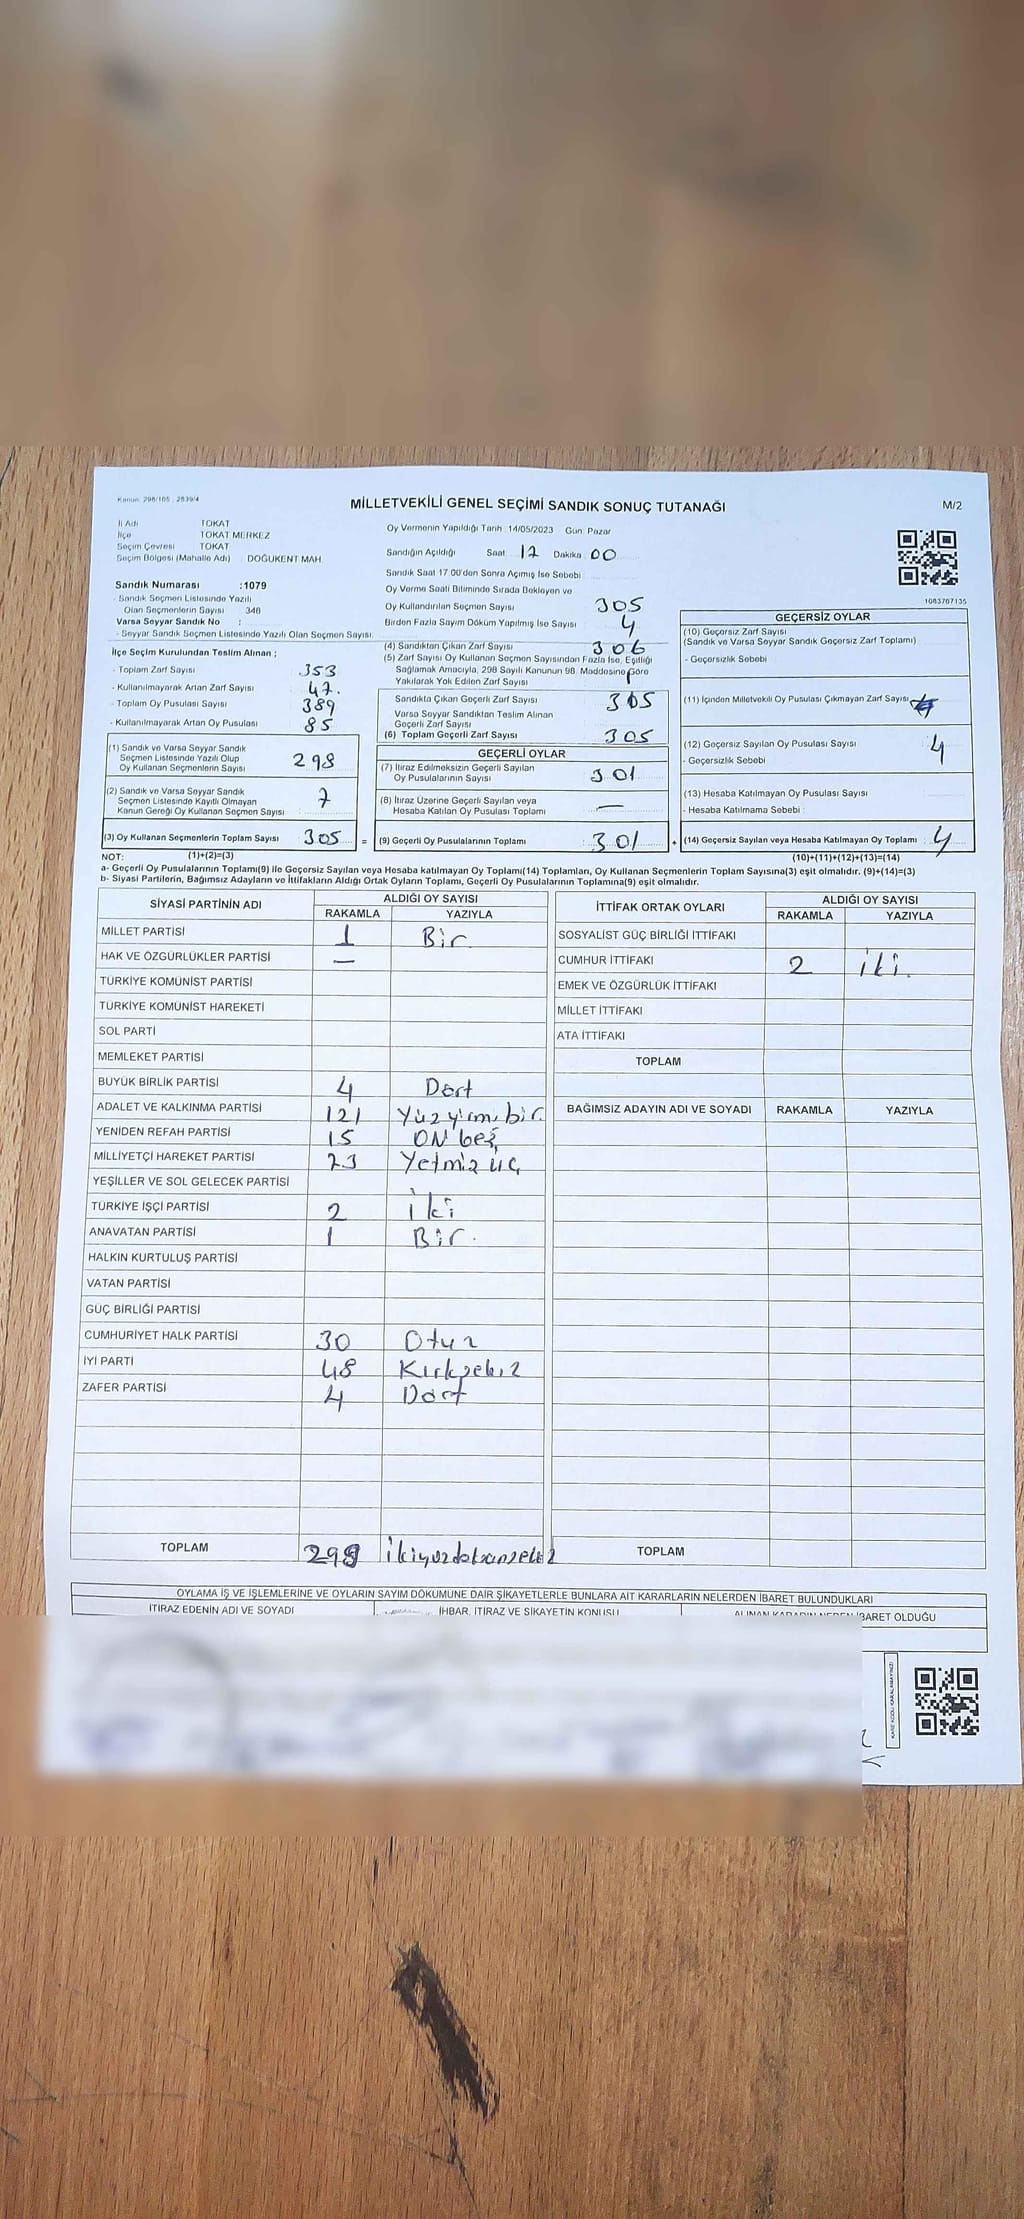 Kanun: 298/105 ; 2839/4
MİLLETVEKİLİ GENEL SEÇİMİ SANDIK SONUÇ TUTANAĞI
M/2
İl Adı TOKAT
İlçe TOKAT MERKEZ
Seçim Çevresi TOKAT
Seçim Bölgesi (Mahalle Adı) DOĞUKENT MAH
Sandık Numarası :1079
- Sandık Seçmen Listesinde Yazılı
Olan Seçmenlerin Sayısı 348
Varsa Seyyar Sandık No :
- Seyyar Sandık Seçmen Listesinde Yazılı Olan Seçmen Sayısı:
İlçe Seçim Kurulundan Teslim Alınan ;
- Toplam Zarf Sayısı 353
- Kullanılmayarak Artan Zarf Sayısı 47.
- Toplam Oy Pusulası Sayısı 389
- Kullanılmayarak Artan Oy Pusulası 85
(1) Sandık ve Varsa Seyyar Sandık
Seçmen Listesinde Yazılı Olup
Oy Kullanan Seçmenlerin Sayısı 298
(2) Sandık ve Varsa Seyyar Sandık
Seçmen Listesinde Kayıtlı Olmayan
Kanun Gereği Oy Kullanan Seçmen Sayısı 7
(3) Oy Kullanan Seçmenlerin Toplam Sayısı 305 =
Oy Vermenin Yapıldığı Tarih: 14/05/2023 Gün: Pazar
Sandığın Açıldığı Saat: 17 Dakika: 00
Sandık Saat 17:00'den Sonra Açımış İse Sebebi
Oy Verme Saati Bitiminde Sırada Bekleyen ve
Oy Kullandırılan Seçmen Sayısı 305
Birden Fazla Sayım Döküm Yapılmış İse Sayısı 4
(4) Sandıktan Çıkan Zarf Sayısı 306
(5) Zarf Sayısı Oy Kullanan Seçmen Sayısından Fazla İse, Eşitliği
Sağlamak Amacıyla, 298 Sayılı Kanunun 98. Maddesine Göre
Yakılarak Yok Edilen Zarf Sayısı 1
Sandıkta Çıkan Geçerli Zarf Sayısı 305
Varsa Seyyar Sandıktan Teslim Alınan
Geçerli Zarf Sayısı
(6) Toplam Geçerli Zarf Sayısı 305
GEÇERLİ OYLAR
(7) İtiraz Edilmeksizin Geçerli Sayılan
Oy Pusulalarının Sayısı 301
(8) İtiraz Üzerine Geçerli Sayılan veya
Hesaba Katılan Oy Pusulası Toplamı —
(9) Geçerli Oy Pusulalarının Toplamı 301 +
1083767135
GEÇERSİZ OYLAR
(10) Geçersiz Zarf Sayısı
(Sandık ve Varsa Seyyar Sandık Geçersiz Zarf Toplamı)
- Geçersizlik Sebebi
(11) İçinden Milletvekili Oy Pusulası Çıkmayan Zarf Sayısı
(12) Geçersiz Sayılan Oy Pusulası Sayısı 4
- Geçersizlik Sebebi
(13) Hesaba Katılmayan Oy Pusulası Sayısı
- Hesaba Katılmama Sebebi :
(14) Geçersiz Sayılan veya Hesaba Katılmayan Oy Toplamı 4
NOT: (1)+(2)=(3)
(10)+(11)+(12)+(13)=(14)
a- Geçerli Oy Pusulalarının Toplamı(9) ile Geçersiz Sayılan veya Hesaba katılmayan Oy Toplamı(14) Toplamları, Oy Kullanan Seçmenlerin Toplam Sayısına(3) eşit olmalıdır. (9)+(14)=(3)
b- Siyasi Partilerin, Bağımsız Adayların ve İttifakların Aldığı Ortak Oyların Toplamı, Geçerli Oy Pusulalarının Toplamına(9) eşit olmalıdır.
SİYASİ PARTİNİN ADI ALDIĞI OY SAYISI
RAKAMLA YAZIYLA
MİLLET PARTİSİ 1 Bir
HAK VE ÖZGÜRLÜKLER PARTİSİ —
TÜRKİYE KOMÜNİST PARTİSİ
TÜRKİYE KOMÜNİST HAREKETİ
SOL PARTİ
MEMLEKET PARTİSİ
BÜYÜK BİRLİK PARTİSİ 4 Dört
ADALET VE KALKINMA PARTİSİ 121 Yüzyirmi bir.
YENİDEN REFAH PARTİSİ 15 ON beş
MİLLİYETÇİ HAREKET PARTİSİ 73 Yetmiş üç
YEŞİLLER VE SOL GELECEK PARTİSİ
TÜRKİYE İŞÇİ PARTİSİ 2 iki
ANAVATAN PARTİSİ 1 Bir.
HALKIN KURTULUŞ PARTİSİ
VATAN PARTİSİ
GÜÇ BİRLİĞİ PARTİSİ
CUMHURİYET HALK PARTİSİ 30 Otuz
İYİ PARTİ 48 Kırksekiz
ZAFER PARTİSİ 4 Dört
TOPLAM 299 ikiyüzdoksansekiz
İTTİFAK ORTAK OYLARI ALDIĞI OY SAYISI
RAKAMLA YAZIYLA
SOSYALİST GÜÇ BİRLİĞİ İTTİFAKI
CUMHUR İTTİFAKI 2 iki.
EMEK VE ÖZGÜRLÜK İTTİFAKI
MİLLET İTTİFAKI
ATA İTTİFAKI
TOPLAM
BAĞIMSIZ ADAYIN ADI VE SOYADI RAKAMLA YAZIYLA
TOPLAM
OYLAMA İŞ VE İŞLEMLERİNE VE OYLARIN SAYIM DÖKÜMÜNE DAİR ŞİKAYETLERLE BUNLARA AİT KARARLARIN NELERDEN İBARET BULUNDUKLARI
İTİRAZ EDENİN ADI VE SOYADI İHBAR, İTİRAZ VE ŞİKAYETİN KONUSU ALINAN KARARIN NEDEN İBARET OLDUĞU
KARE KODU KARALAMAYINIZ!